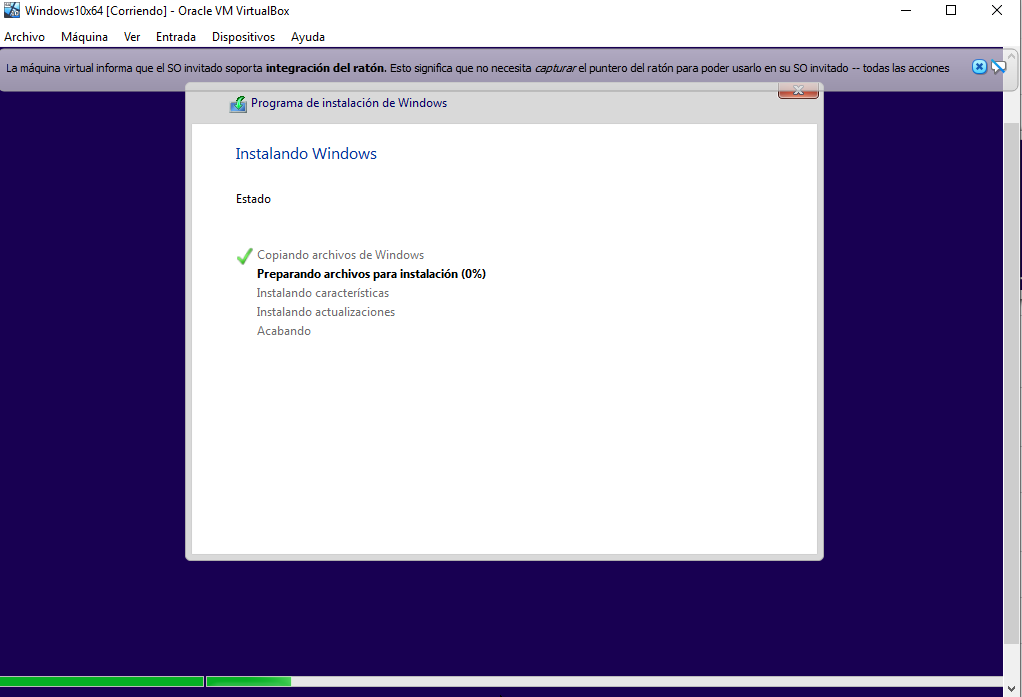 Windows10x64 [Corriendo] - Oracle VM VirtualBox
Archivo Máquina Ver Entrada Dispositivos Ayuda
La máquina virtual informa que el SO invitado soporta integración del ratón. Esto significa que no necesita capturar el puntero del ratón para poder usarlo en su SO invitado -- todas las acciones
Programa de instalación de Windows
Instalando Windows
Estado
Copiando archivos de Windows
Preparando archivos para instalación (0%)
Instalando características
Instalando actualizaciones
Acabando